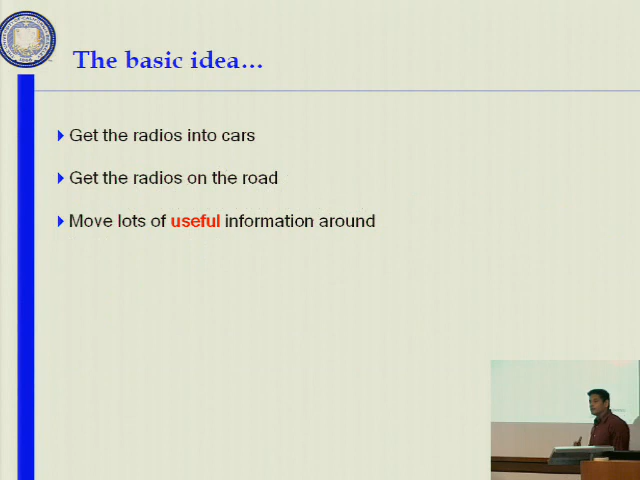 The basic idea...
Get the radios into cars
Get the radios on the road
Move lots of useful information around